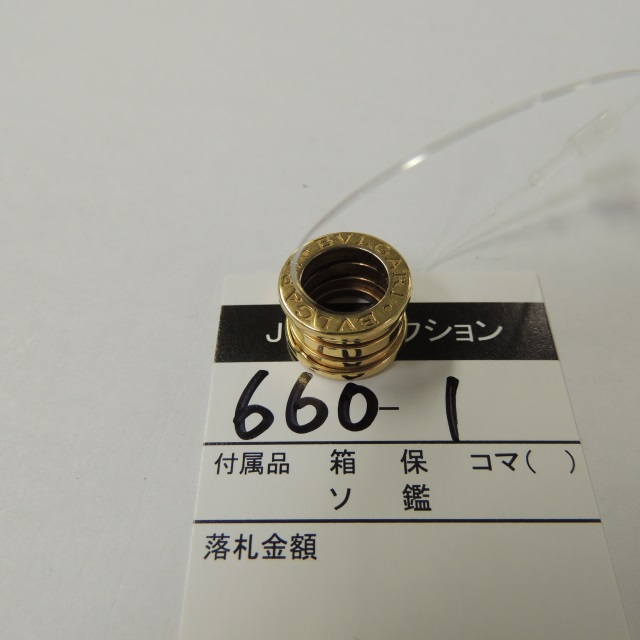 BVLGARI BVLGARI
J クション
660-1
付属品 箱 保 コマ( )
ソ 鑑
落札金額